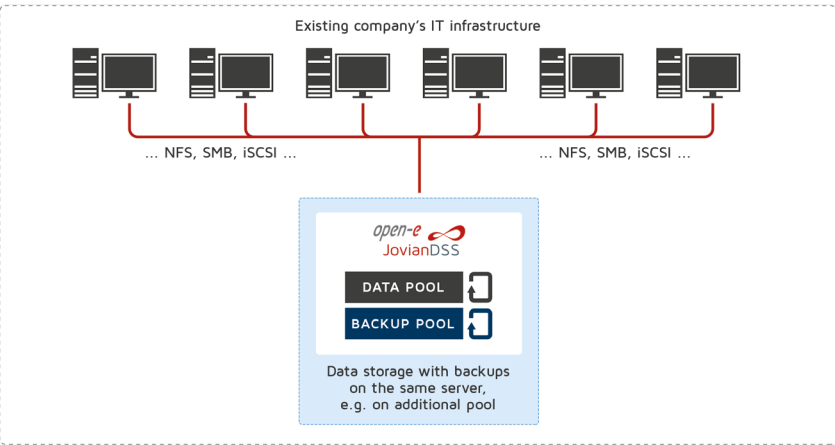 Existing company's IT infrastructure
... NFS, SMB, iSCSI ...
... NFS, SMB, iSCSI ...
open-e
JovianDSS
DATA POOL
BACKUP POOL
Data storage with backups
on the same server,
e.g. on additional pool